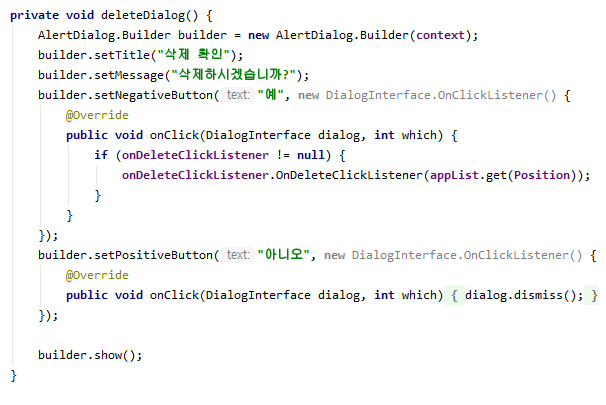 private void deleteDialog() {
    AlertDialog.Builder builder = new AlertDialog.Builder(context);
    builder.setTitle("삭제 확인");
    builder.setMessage("삭제하시겠습니까?");
    builder.setNegativeButton( text: "예", new DialogInterface.OnClickListener() {
        @Override
        public void onClick(DialogInterface dialog, int which) {
            if (onDeleteClickListener != null) {
                onDeleteClickListener.OnDeleteClickListener(appList.get(Position));
            }
        }
    });
    builder.setPositiveButton( text: "아니오", new DialogInterface.OnClickListener() {
        @Override
        public void onClick(DialogInterface dialog, int which) { dialog.dismiss(); }
    });
    builder.show();
}